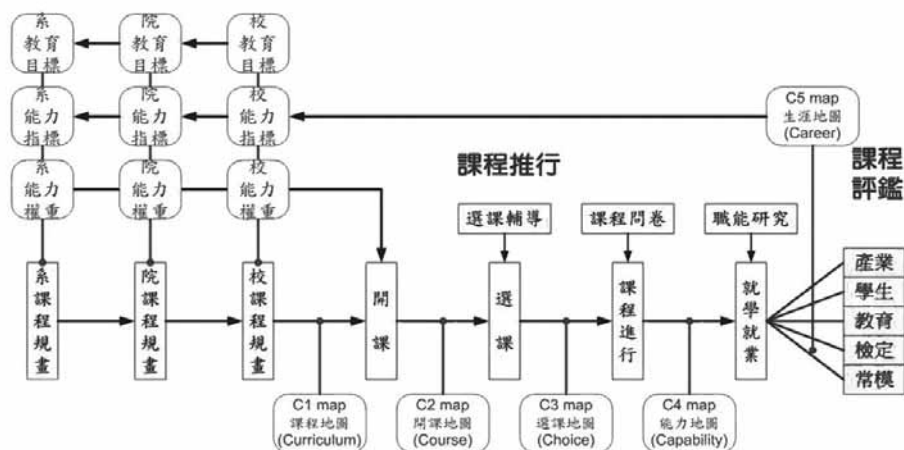 系
教育
目標
院
教育
目標
校
教育
目標
系
能力
指標
院
能力
指標
校
能力
指標
C5 map
生涯地圖
(Career)
系
能力
權重
院
能力
權重
校
能力
權重
課程推行
課程
評鑑
選課輔導
課程問卷
職能研究
系課程規畫
院課程規畫
校課程規畫
開課
選課
課程進行
就學就業
產業
學生
教育
檢定
常模
C1 map
課程地圖
(Curriculum)
C2 map
開課地圖
(Course)
C3 map
選課地圖
(Choice)
C4 map
能力地圖
(Capability)